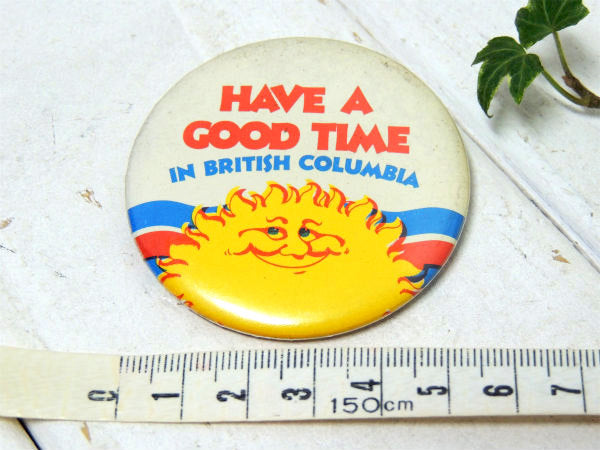 HAVE A
GOOD TIME
IN BRITISH COLUMBIA
0 1 2 3 4 5 6 7
150cm